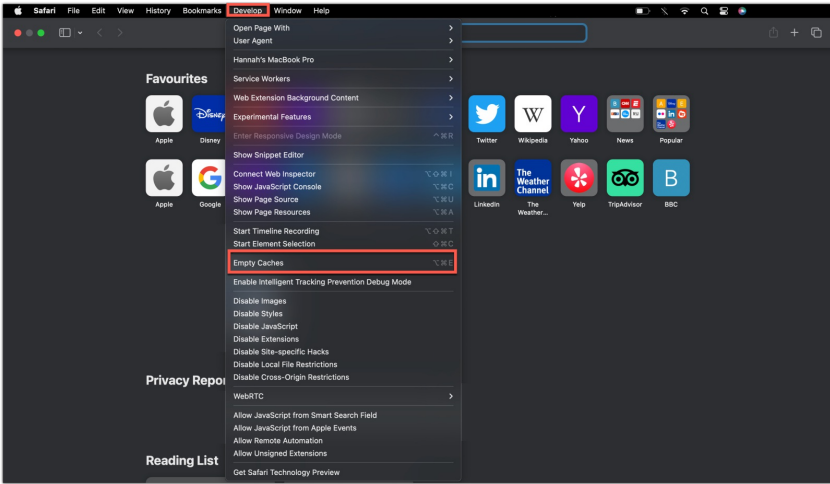 Safari File Edit View History Bookmarks Develop Window Help
Open Page With
User Agent
Hannah's MacBook Pro
Service Workers
Web Extension Background Content
Experimental Features
Enter Responsive Design Mode ^⌘R
Show Snippet Editor
Connect Web Inspector ⌥⇧⌘I
Show JavaScript Console ⌥⌘C
Show Page Source ⌥⌘U
Show Page Resources ⌥⌘A
Start Timeline Recording ⌥⇧⌘T
Start Element Selection ⇧⌘C
Empty Caches ⌥⌘E
Enable Intelligent Tracking Prevention Debug Mode
Disable Images
Disable Styles
Disable JavaScript
Disable Extensions
Disable Site-specific Hacks
Disable Local File Restrictions
Disable Cross-Origin Restrictions
WebRTC
Allow JavaScript from Smart Search Field
Allow JavaScript from Apple Events
Allow Remote Automation
Allow Unsigned Extensions
Get Safari Technology Preview
Favourites
Disney
W
Y
Apple Disney Twitter Wikipedia Yahoo News Popular
G
in
The
Weather
Channel
B
Apple Google LinkedIn The
Weather... Yelp TripAdvisor BBC
Privacy Repo
Reading List